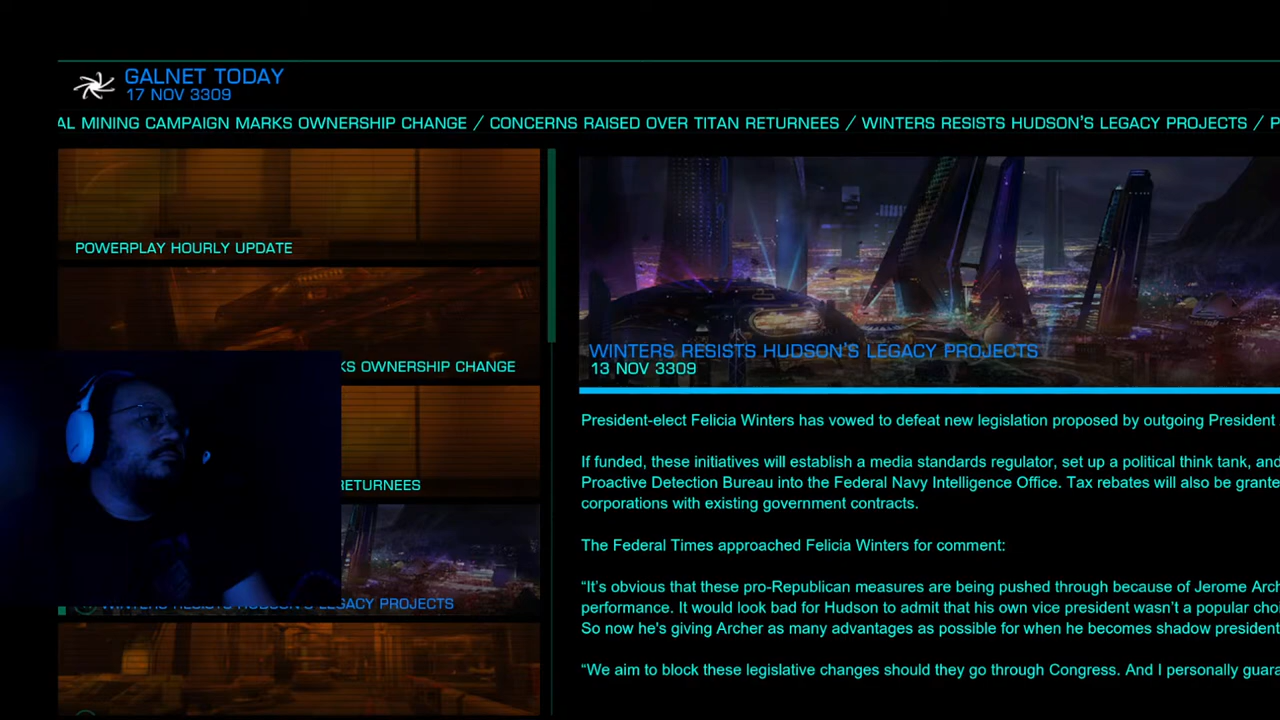 GALNET TODAY
17 NOV 3309
AL MINING CAMPAIGN MARKS OWNERSHIP CHANGE / CONCERNS RAISED OVER TITAN RETURNEES / WINTERS RESISTS HUDSON'S LEGACY PROJECTS / P
POWERPLAY HOURLY UPDATE
KS OWNERSHIP CHANGE
RETURNEES
WINTERS RESISTS HUDSON'S LEGACY PROJECTS
WINTERS RESISTS HUDSON'S LEGACY PROJECTS
13 NOV 3309
President-elect Felicia Winters has vowed to defeat new legislation proposed by outgoing President
If funded, these initiatives will establish a media standards regulator, set up a political think tank, and
Proactive Detection Bureau into the Federal Navy Intelligence Office. Tax rebates will also be grante
corporations with existing government contracts.
The Federal Times approached Felicia Winters for comment:
“It’s obvious that these pro-Republican measures are being pushed through because of Jerome Arch
performance. It would look bad for Hudson to admit that his own vice president wasn’t a popular choi
So now he's giving Archer as many advantages as possible for when he becomes shadow president
“We aim to block these legislative changes should they go through Congress. And I personally guara